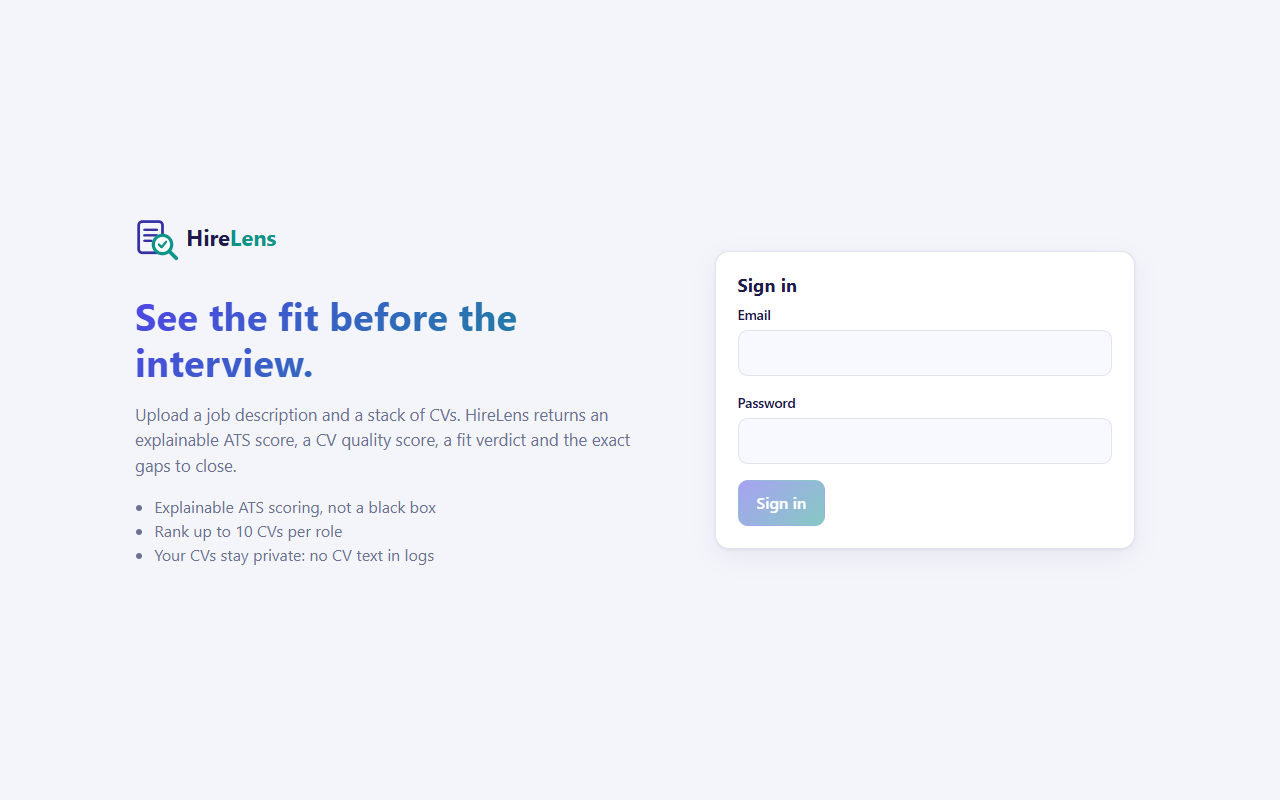 HireLens
See the fit before the
interview.
Upload a job description and a stack of CVs. HireLens returns an
explainable ATS score, a CV quality score, a fit verdict and the exact
gaps to close.
• Explainable ATS scoring, not a black box
• Rank up to 10 CVs per role
• Your CVs stay private: no CV text in logs
Sign in
Email
Password
Sign in